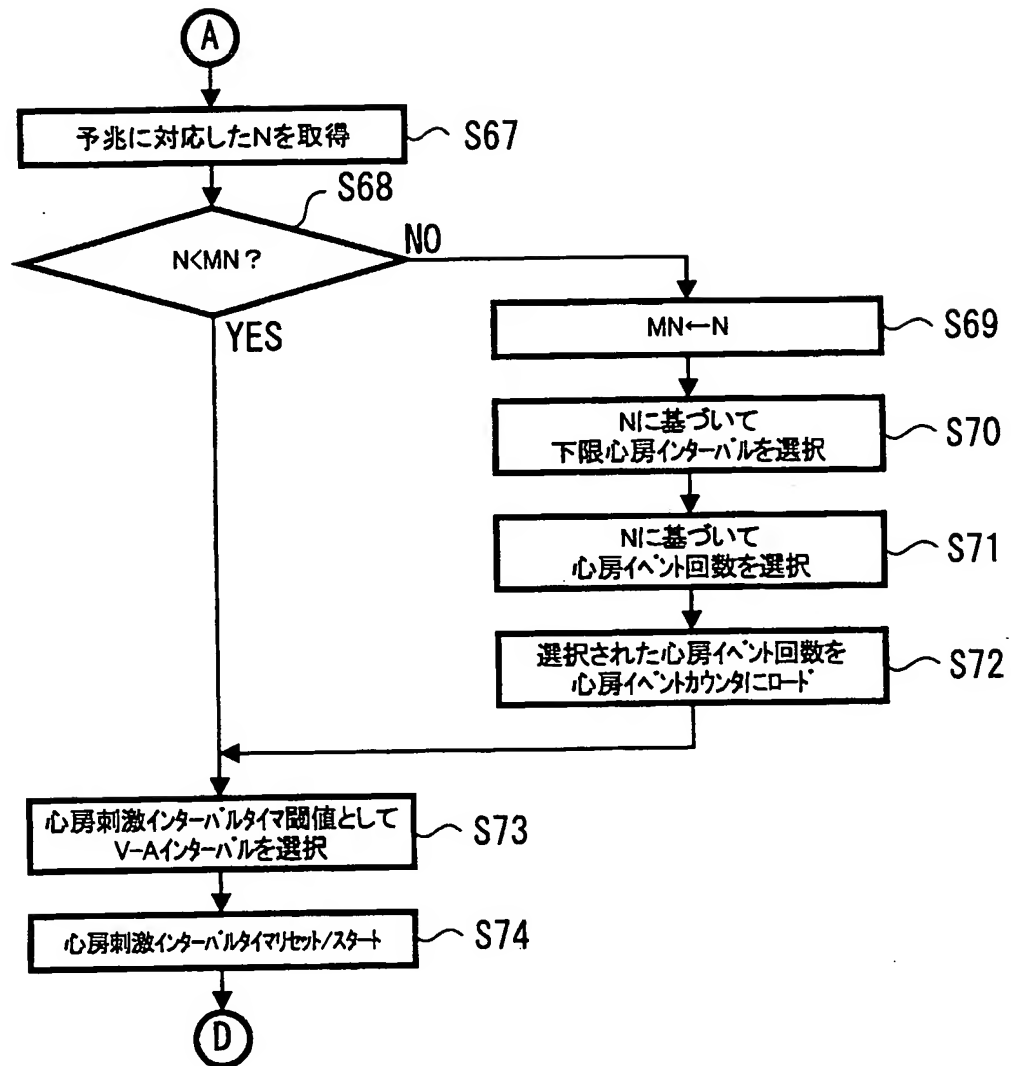 A
予兆に対応したNを取得
S67
S68
N<MN?
NO
YES
MN←N
S69
Nに基づいて
下限心房インターバルを選択
S70
Nに基づいて
心房イベント回数を選択
S71
選択された心房イベント回数を
心房イベントカウンタにロード
S72
心房刺激インターバルタイマ閾値として
V-Aインターバルを選択
S73
心房刺激インターバルタイマリセット/スタート
S74
D